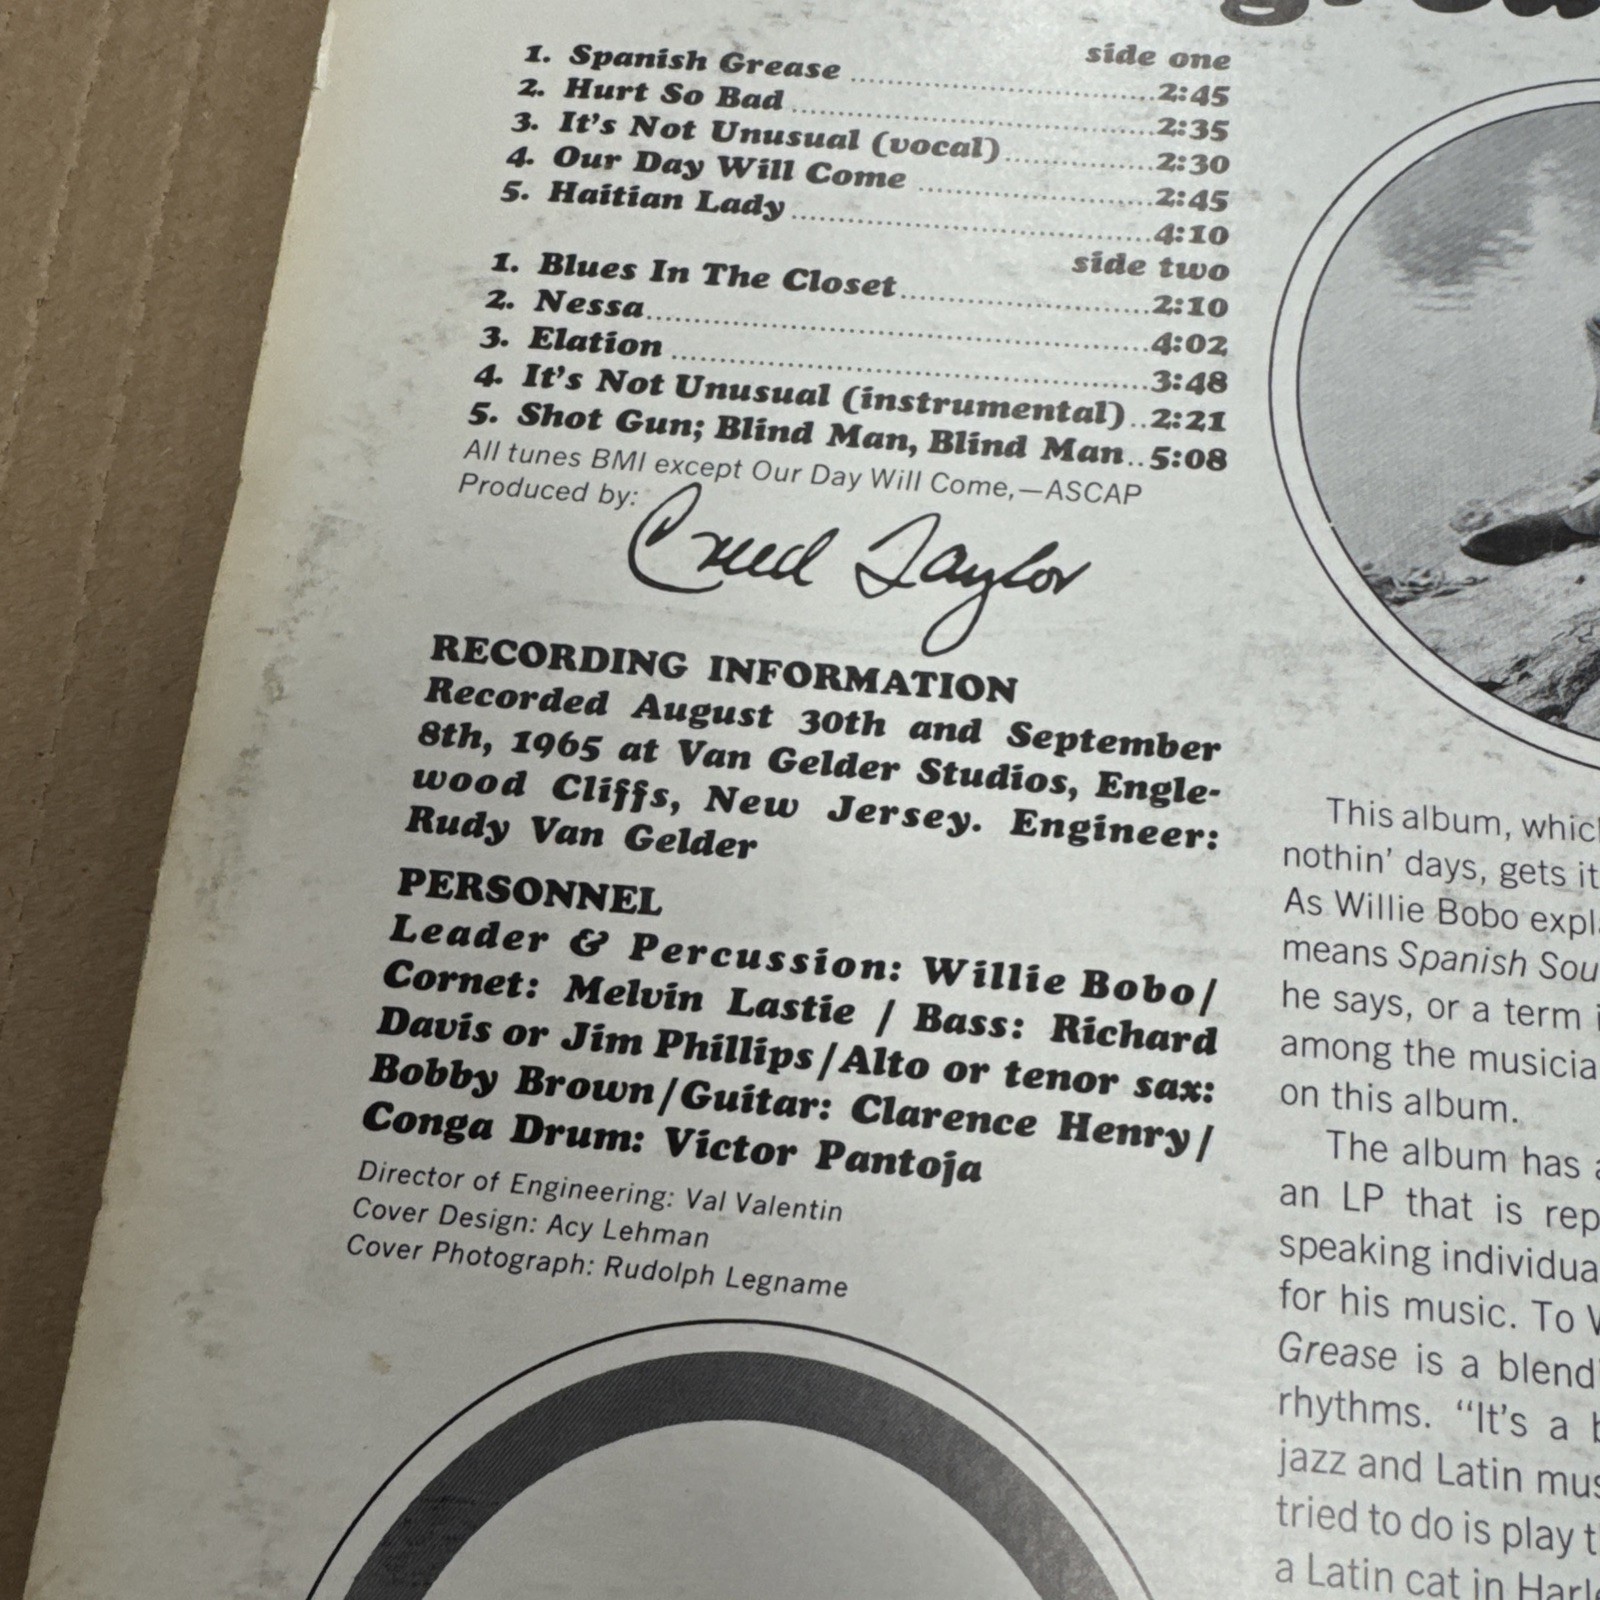 side one
1. Spanish Grease ........ 2:45
2. Hurt So Bad ........ 2:35
3. It's Not Unusual (vocal) ........ 2:30
4. Our Day Will Come ........ 2:45
5. Haitian Lady ........ 4:10
side two
1. Blues In The Closet ........ 2:10
2. Nessa ........ 4:02
3. Elation ........ 3:48
4. It's Not Unusual (instrumental) .. 2:21
5. Shot Gun; Blind Man, Blind Man .. 5:08
All tunes BMI except Our Day Will Come,—ASCAP
Produced by: Creed Taylor
RECORDING INFORMATION
Recorded August 30th and September
8th, 1965 at Van Gelder Studios, Engle-
wood Cliffs, New Jersey. Engineer:
Rudy Van Gelder
PERSONNEL
Leader & Percussion: Willie Bobo/
Cornet: Melvin Lastie / Bass: Richard
Davis or Jim Phillips/Alto or tenor sax:
Bobby Brown/Guitar: Clarence Henry/
Conga Drum: Victor Pantoja
Director of Engineering: Val Valentin
Cover Design: Acy Lehman
Cover Photograph: Rudolph Legname
This album,
nothin' days, gets
As Willie Bobo
means Spanish
he says, or a term
among the
on this album.
The album has
an LP that is
speaking
for his music. To
Grease is a
rhythms. "It's a
jazz and Latin
tried to do is play
a Latin cat in